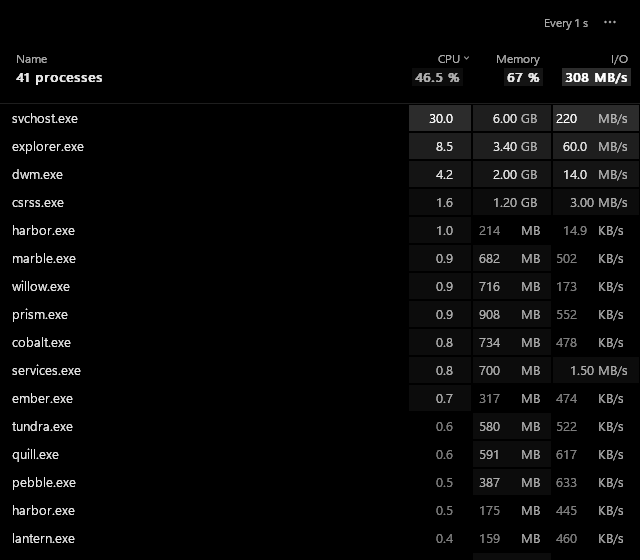 Every 1 s ···
Name CPU Memory I/O
41 processes 46.5 % 67 % 308 MB/s
svchost.exe 30.0 6.00 GB 220 MB/s
explorer.exe 8.5 3.40 GB 60.0 MB/s
dwm.exe 4.2 2.00 GB 14.0 MB/s
csrss.exe 1.6 1.20 GB 3.00 MB/s
harbor.exe 1.0 214 MB 14.9 KB/s
marble.exe 0.9 682 MB 502 KB/s
willow.exe 0.9 716 MB 173 KB/s
prism.exe 0.9 908 MB 552 KB/s
cobalt.exe 0.8 734 MB 478 KB/s
services.exe 0.8 700 MB 1.50 MB/s
ember.exe 0.7 317 MB 474 KB/s
tundra.exe 0.6 580 MB 522 KB/s
quill.exe 0.6 591 MB 617 KB/s
pebble.exe 0.5 387 MB 633 KB/s
harbor.exe 0.5 175 MB 445 KB/s
lantern.exe 0.4 159 MB 460 KB/s